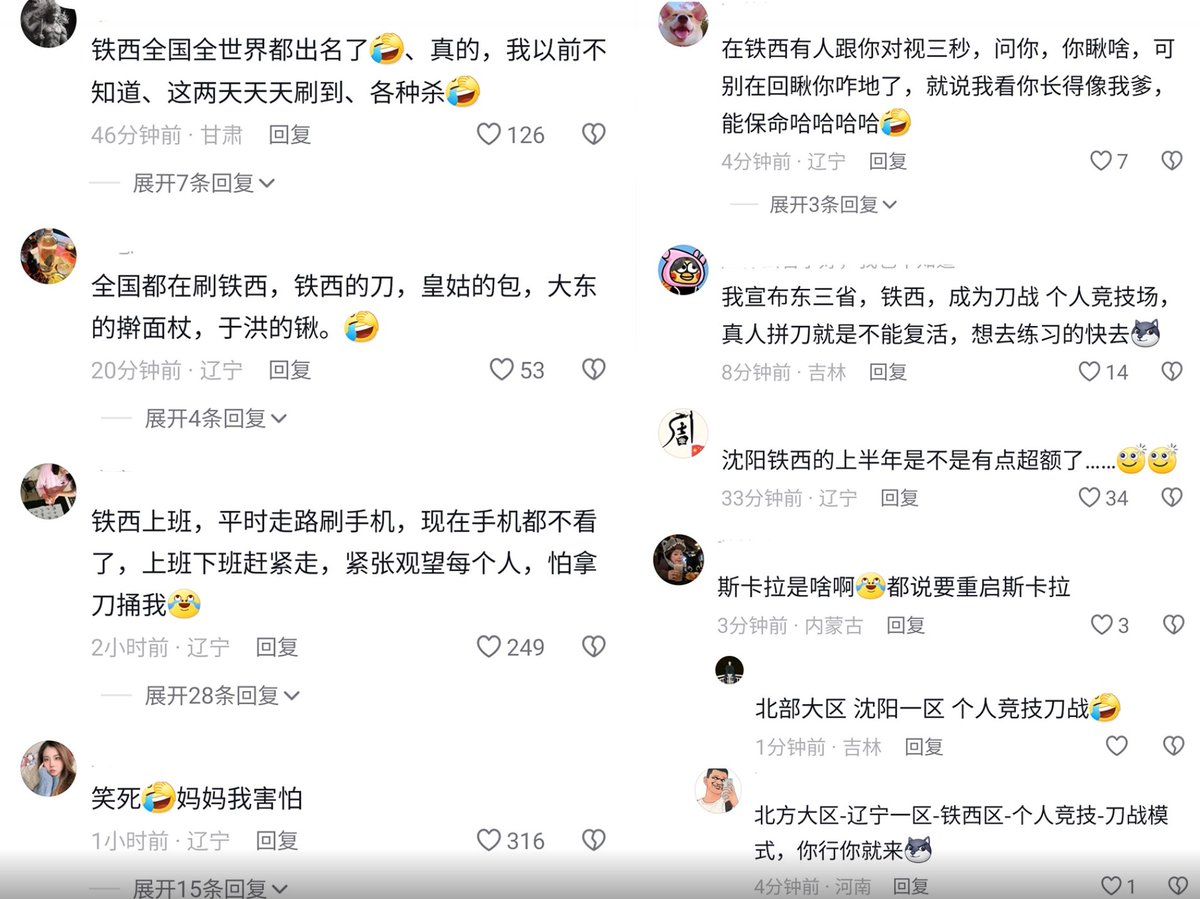 铁西全国全世界都出名了🤣、真的，我以前不
知道、这两天天天刷到、各种杀🤣
46分钟前 · 甘肃 回复 126
展开7条回复
全国都在刷铁西，铁西的刀，皇姑的包，大东
的擀面杖，于洪的锹。🤣
20分钟前 · 辽宁 回复 53
展开4条回复
铁西上班，平时走路刷手机，现在手机都不看
了，上班下班赶紧走，紧张观望每个人，怕拿
刀捅我😂
2小时前 · 辽宁 回复 249
展开28条回复
笑死🤣妈妈我害怕
1小时前 · 辽宁 回复 316
展开15条回复
在铁西有人跟你对视三秒，问你，你瞅啥，可
别在回瞅你咋地了，就说我看你长得像我爹，
能保命哈哈哈哈🤣
4分钟前 · 辽宁 回复 7
展开3条回复
我宣布东三省，铁西，成为刀战 个人竞技场，
真人拼刀就是不能复活，想去练习的快去
8分钟前 · 吉林 回复 14
沈阳铁西的上半年是不是有点超额了......
33分钟前 · 辽宁 回复 34
斯卡拉是啥啊😂都说要重启斯卡拉
3分钟前 · 内蒙古 回复 3
北部大区 沈阳一区 个人竞技刀战🤣
1分钟前 · 吉林 回复
北方大区-辽宁一区-铁西区-个人竞技-刀战模
式，你行你就来
4分钟前 · 河南 回复 1